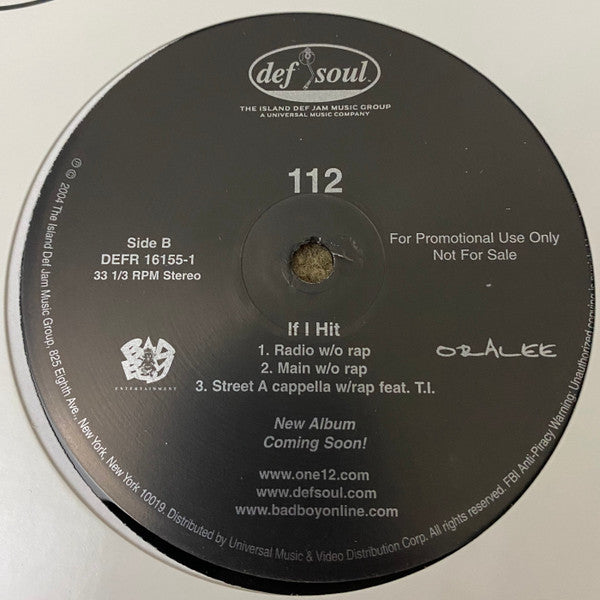 def soul
THE ISLAND DEF JAM MUSIC GROUP
A UNIVERSAL MUSIC COMPANY
112
Side B
DEFR 16155-1
33 1/3 RPM Stereo
For Promotional Use Only
Not For Sale
BAD BOY
ENTERTAINMENT
If I Hit
1. Radio w/o rap
2. Main w/o rap
3. Street A cappella w/rap feat. T.I.
ORALEE
New Album
Coming Soon!
www.one12.com
www.defsoul.com
www.badboyonline.com
℗ © 2004 The Island Def Jam Music Group, 825 Eighth Ave., New York, New York 10019. Distributed by Universal Music & Video Distribution Corp. All rights reserved. FBI Anti-Piracy Warning: Unauthorized copying is